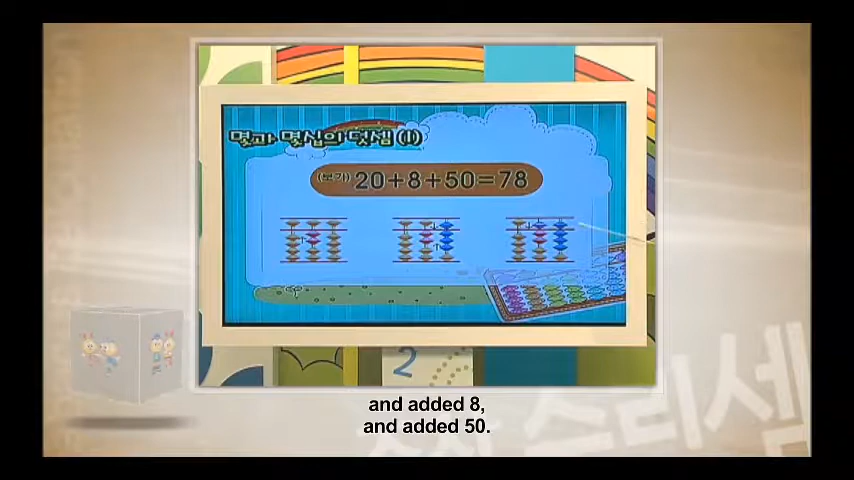 몇과 몇십의 덧셈 (1)
(보기) 20+8+50=78
2
and added 8,
and added 50.